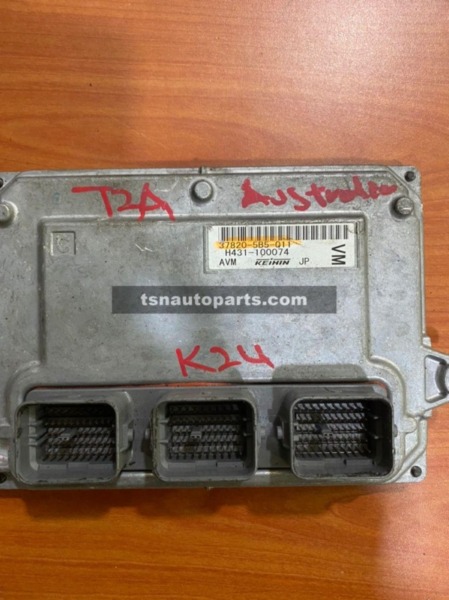 T2A Australia
37820-5B5-Q11
H431-100074
AVM KEIHIN JP
VM
tsnautoparts.com
K24